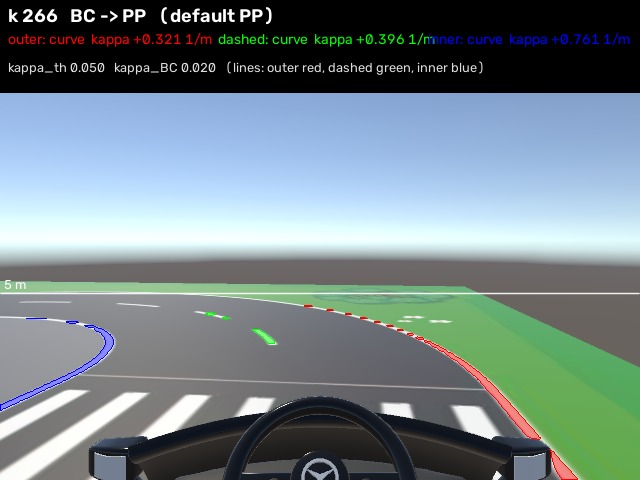 k 266 BC -> PP (default PP)
outer: curve kappa +0.321 1/m dashed: curve kappa +0.396 1/m inner: curve kappa +0.761 1/m
kappa_th 0.050 kappa_BC 0.020 (lines: outer red, dashed green, inner blue)
5 m